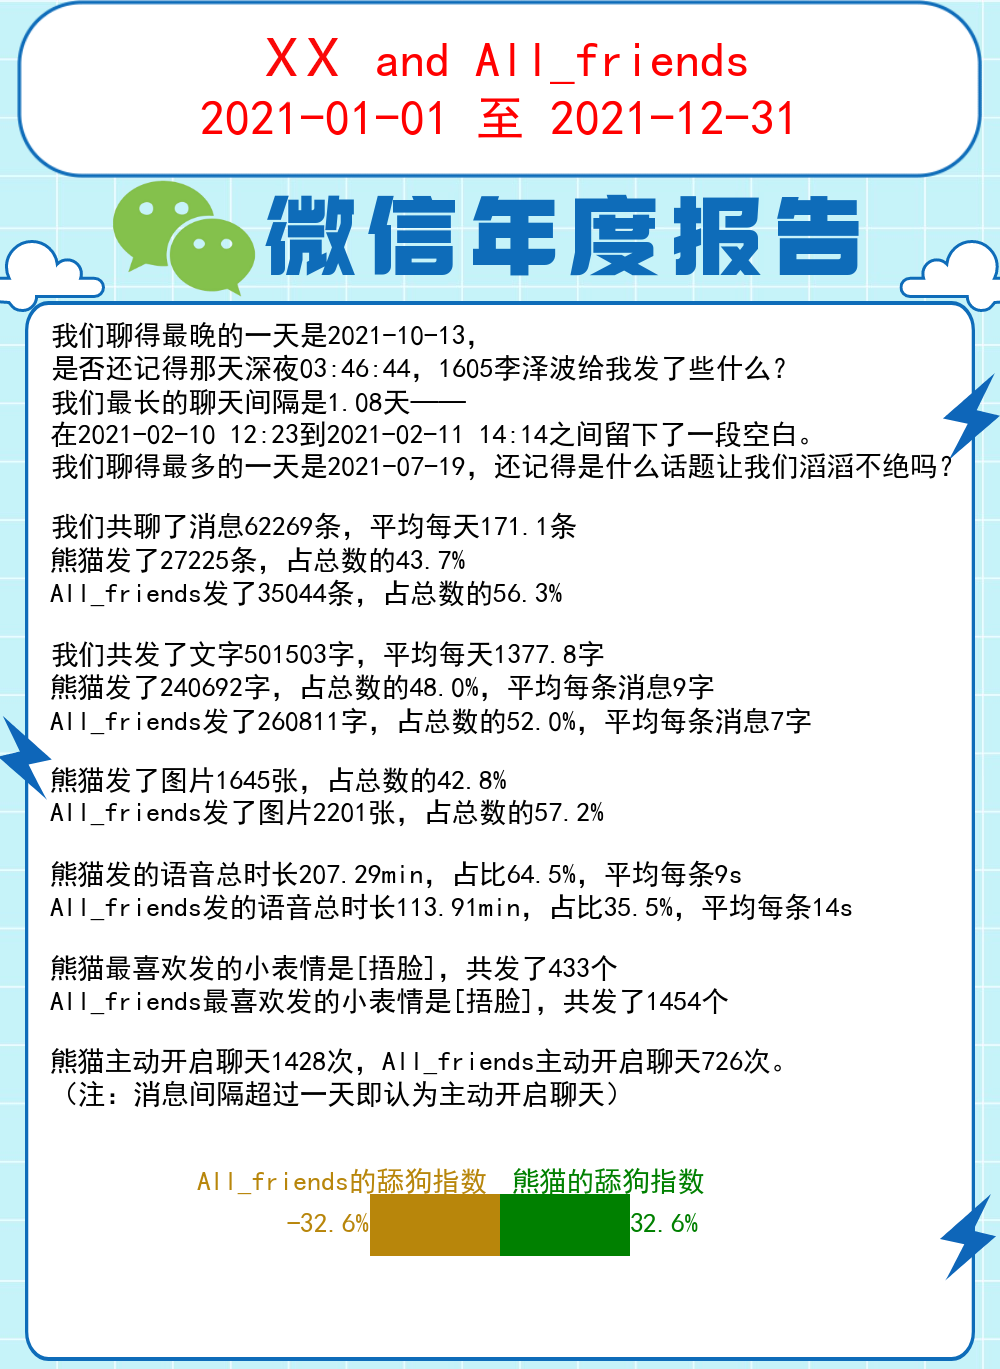 XX and All_friends
2021-01-01 至 2021-12-31
微信年度报告
我们聊得最晚的一天是2021-10-13，
是否还记得那天深夜03:46:44，1605李泽波给我发了些什么？
我们最长的聊天间隔是1.08天——
在2021-02-10 12:23到2021-02-11 14:14之间留下了一段空白。
我们聊得最多的一天是2021-07-19，还记得是什么话题让我们滔滔不绝吗？
我们共聊了消息62269条，平均每天171.1条
熊猫发了27225条，占总数的43.7%
All_friends发了35044条，占总数的56.3%
我们共发了文字501503字，平均每天1377.8字
熊猫发了240692字，占总数的48.0%，平均每条消息9字
All_friends发了260811字，占总数的52.0%，平均每条消息7字
熊猫发了图片1645张，占总数的42.8%
All_friends发了图片2201张，占总数的57.2%
熊猫发的语音总时长207.29min，占比64.5%，平均每条9s
All_friends发的语音总时长113.91min，占比35.5%，平均每条14s
熊猫最喜欢发的小表情是[捂脸]，共发了433个
All_friends最喜欢发的小表情是[捂脸]，共发了1454个
熊猫主动开启聊天1428次，All_friends主动开启聊天726次。
（注：消息间隔超过一天即认为主动开启聊天）
All_friends的舔狗指数 熊猫的舔狗指数
-32.6% 32.6%